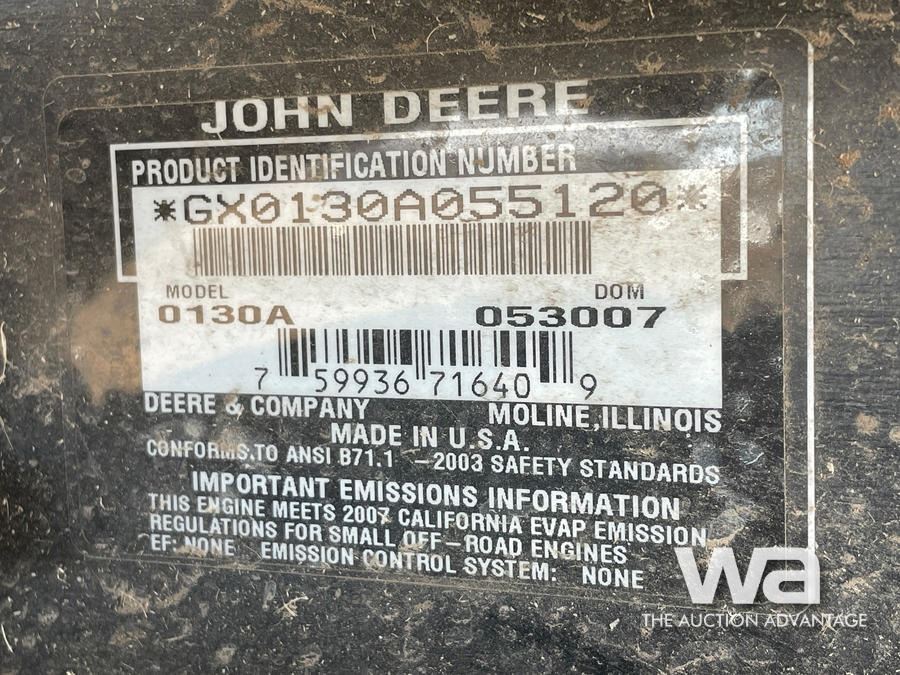 JOHN DEERE
PRODUCT IDENTIFICATION NUMBER
*GX0130A055120*
MODEL DOM
0130A 053007
7 59936 71640 9
DEERE & COMPANY MOLINE, ILLINOIS
MADE IN U.S.A.
CONFORMS TO ANSI B71.1 -2003 SAFETY STANDARDS
IMPORTANT EMISSIONS INFORMATION
THIS ENGINE MEETS 2007 CALIFORNIA EVAP EMISSION
REGULATIONS FOR SMALL OFF-ROAD ENGINES
EF: NONE EMISSION CONTROL SYSTEM: NONE
wa
THE AUCTION ADVANTAGE